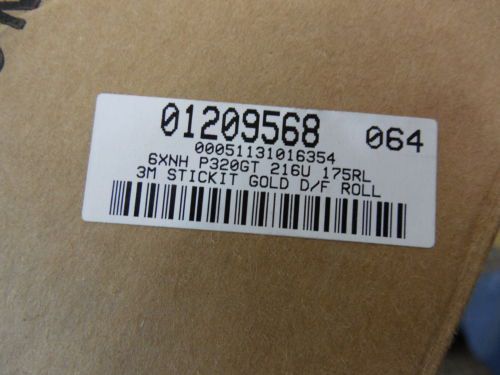 01209568 064
00051131016354
6XNH P320GT 216U 175RL
3M STICKIT GOLD D/F ROLL